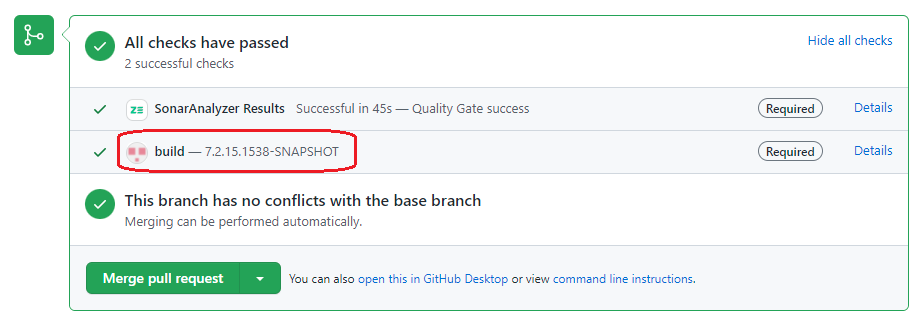 All checks have passed
Hide all checks
2 successful checks
SonarAnalyzer Results Successful in 45s — Quality Gate success Required Details
build — 7.2.15.1538-SNAPSHOT Required Details
This branch has no conflicts with the base branch
Merging can be performed automatically.
Merge pull request You can also open this in GitHub Desktop or view command line instructions.